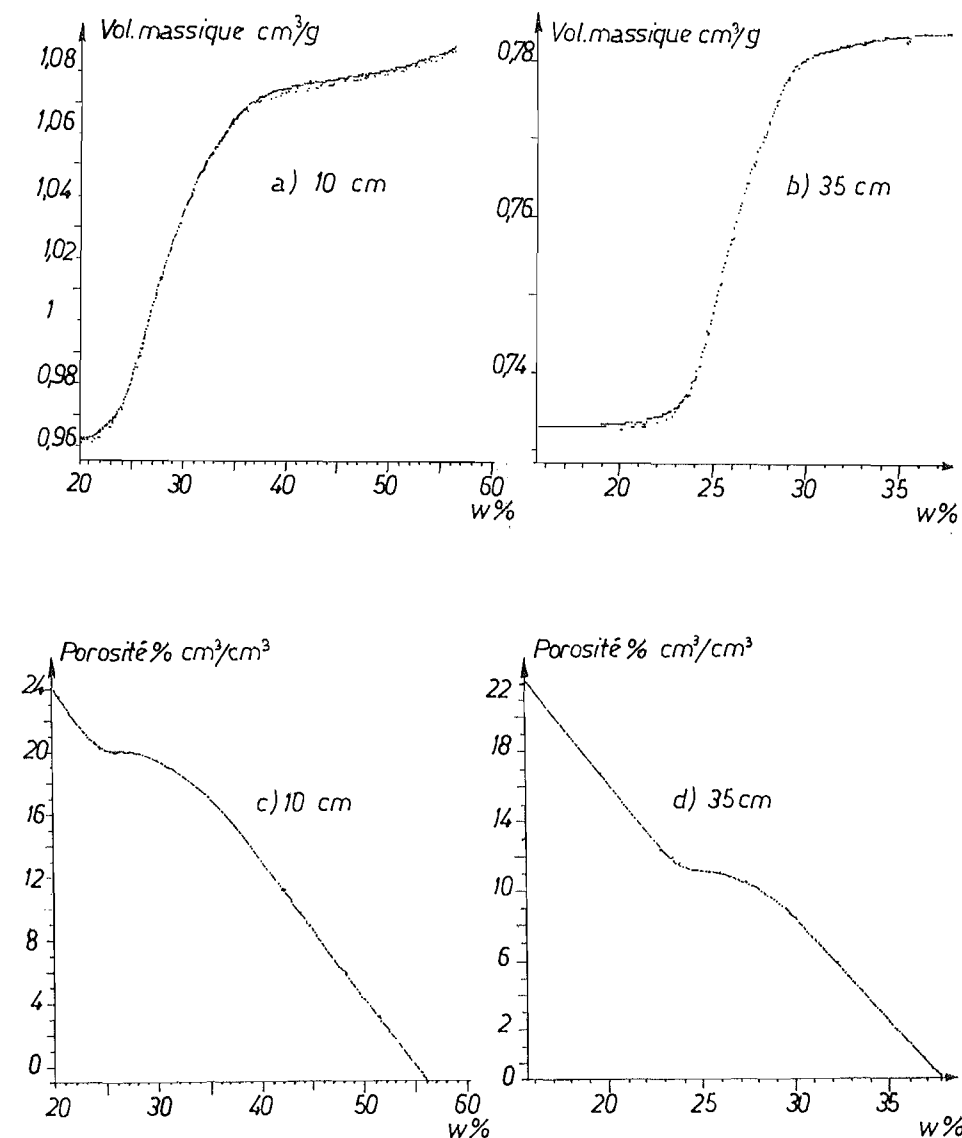 Vol.massique cm³/g
1,08
1,06
1,04
1,02
1
0,98
0,96
20 30 40 50 60
w%
a) 10 cm
Vol.massique cm³/g
0,78
0,76
0,74
20 25 30 35
w%
b) 35 cm
Porosité % cm³/cm³
24
20
16
12
8
4
0
20 30 40 50 60
w%
c) 10 cm
Porosité % cm³/cm³
22
18
14
10
6
2
0
20 25 30 35
w%
d) 35cm